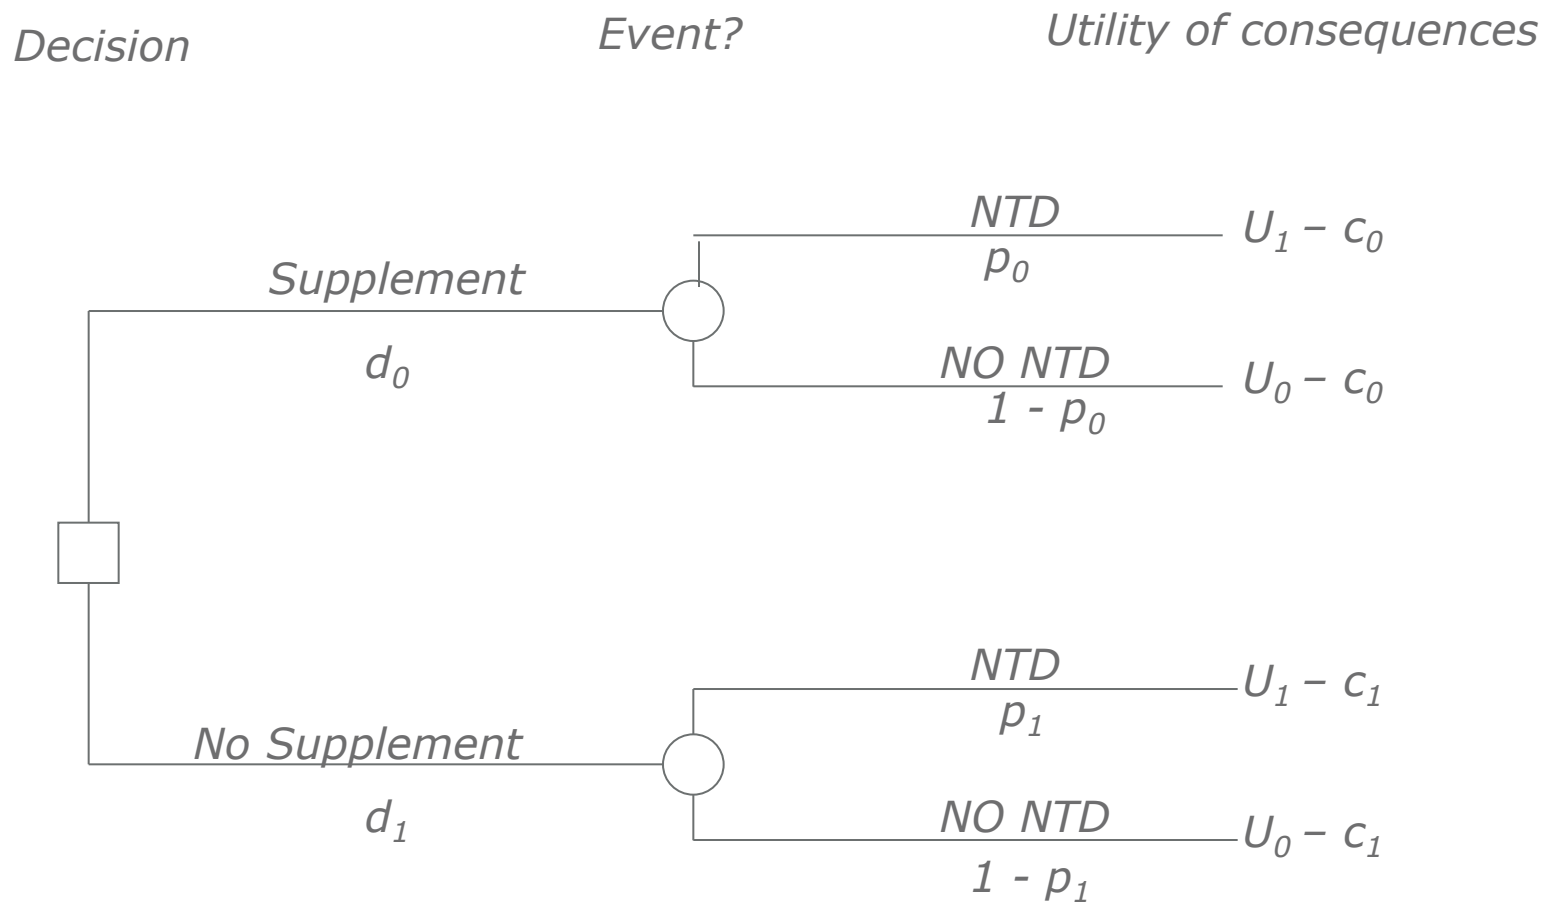 Decision
Event?
Utility of consequences
NTD
p₀
U₁ – c₀
Supplement
d₀
NO NTD
1 - p₀
U₀ – c₀
NTD
p₁
U₁ – c₁
No Supplement
d₁
NO NTD
1 - p₁
U₀ – c₁